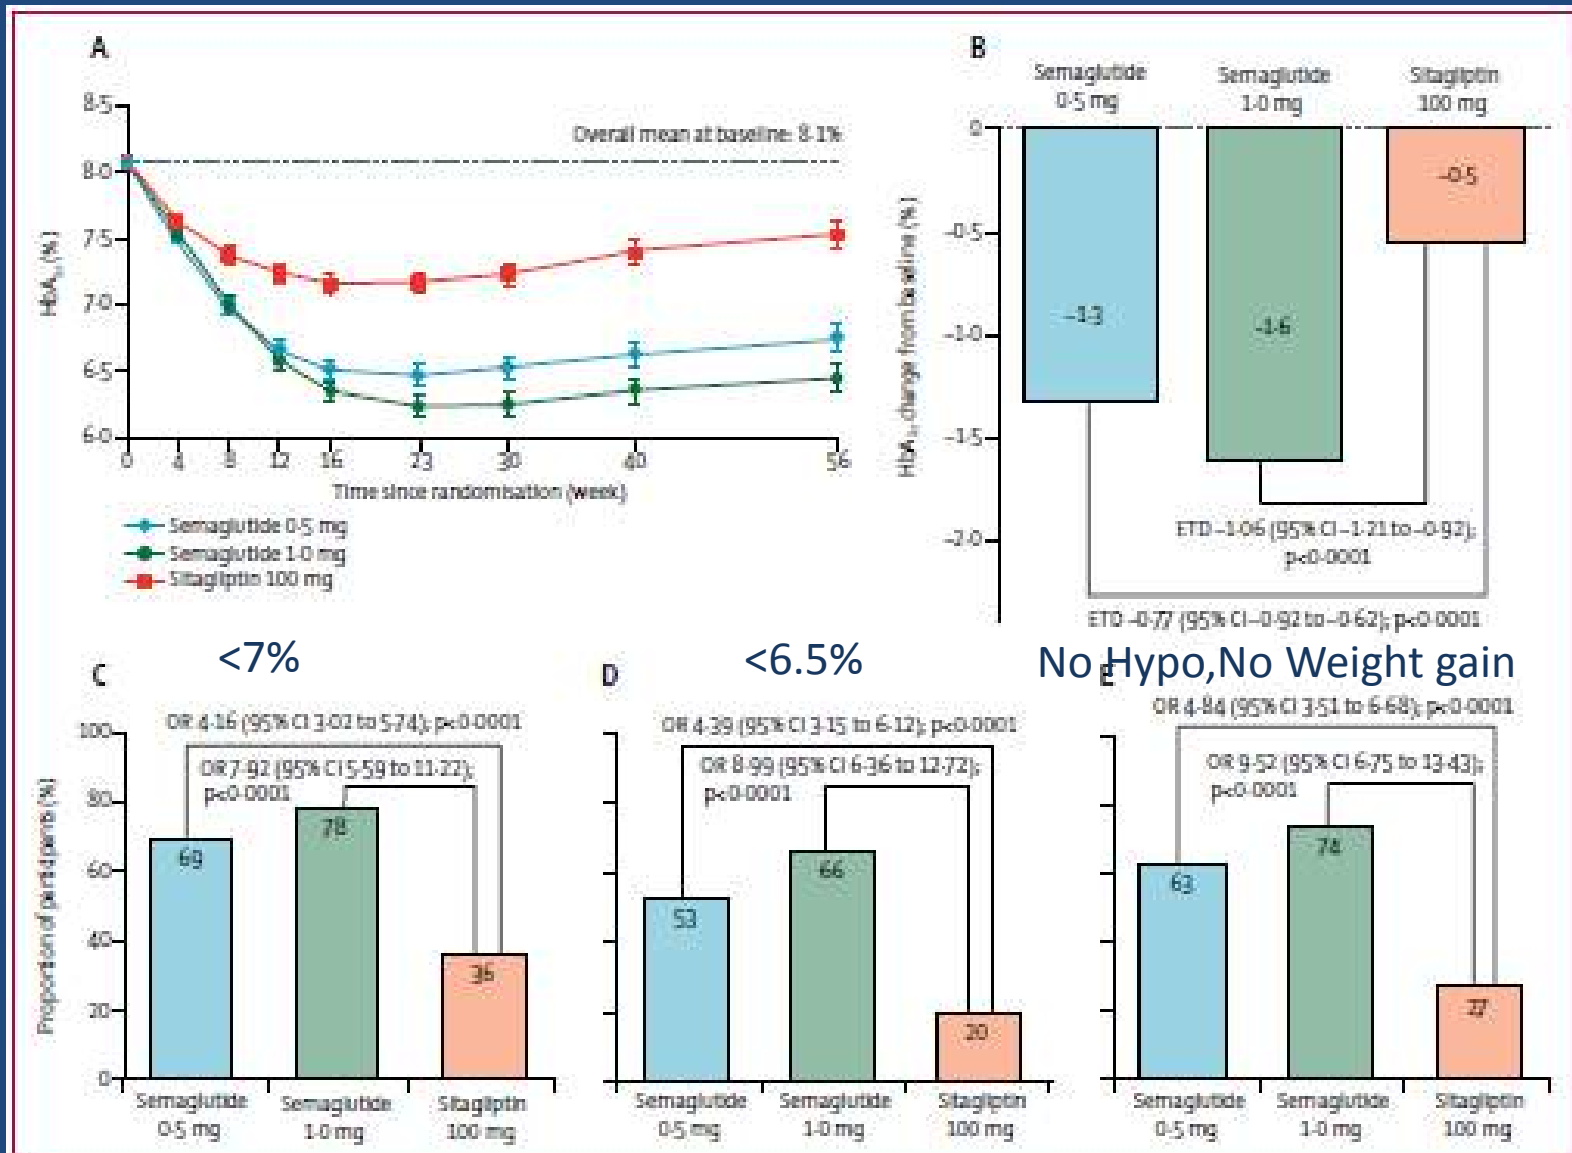 A
8·5
8·0
7·5
7·0
6·5
6·0
HbA1c (%)
Overall mean at baseline: 8·1%
0 4 8 12 16 23 30 40 56
Time since randomisation (week)
Semaglutide 0·5 mg
Semaglutide 1·0 mg
Sitagliptin 100 mg
B
Semaglutide
0·5 mg
Semaglutide
1·0 mg
Sitagliptin
100 mg
0
–0·5
–1·0
–1·5
–2·0
HbA1c change from baseline (%)
–1·3
–1·6
–0·5
ETD –1·06 (95% CI –1·21 to –0·92);
p<0·0001
ETD –0·77 (95% CI –0·92 to –0·62); p<0·0001
C
<7%
OR 4·16 (95% CI 3·02 to 5·74); p<0·0001
OR 7·92 (95% CI 5·59 to 11·22);
p<0·0001
100
80
60
40
20
0
Proportion of participants (%)
69
78
36
Semaglutide
0·5 mg
Semaglutide
1·0 mg
Sitagliptin
100 mg
D
<6.5%
OR 4·39 (95% CI 3·15 to 6·12); p<0·0001
OR 8·99 (95% CI 6·36 to 12·72);
p<0·0001
53
66
20
Semaglutide
0·5 mg
Semaglutide
1·0 mg
Sitagliptin
100 mg
E
No Hypo,No Weight gain
OR 4·84 (95% CI 3·51 to 6·68); p<0·0001
OR 9·52 (95% CI 6·75 to 13·43);
p<0·0001
63
74
27
Semaglutide
0·5 mg
Semaglutide
1·0 mg
Sitagliptin
100 mg